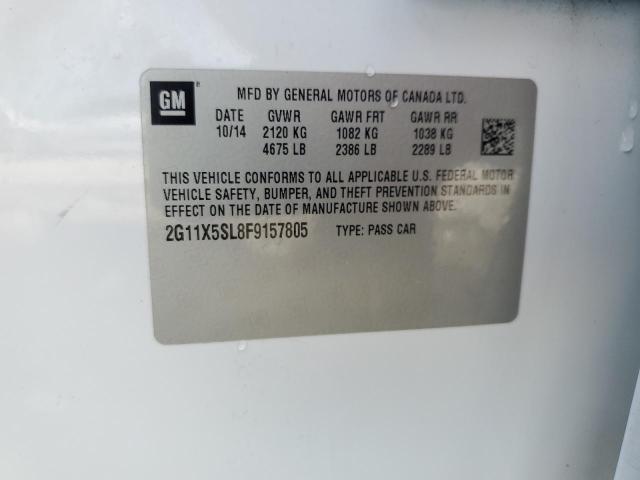 GM
MFD BY GENERAL MOTORS OF CANADA LTD.
DATE GVWR GAWR FRT GAWR RR
10/14 2120 KG 1082 KG 1038 KG
4675 LB 2386 LB 2289 LB
THIS VEHICLE CONFORMS TO ALL APPLICABLE U.S. FEDERAL MOTOR
VEHICLE SAFETY, BUMPER, AND THEFT PREVENTION STANDARDS IN
EFFECT ON THE DATE OF MANUFACTURE SHOWN ABOVE.
2G11X5SL8F9157805 TYPE: PASS CAR